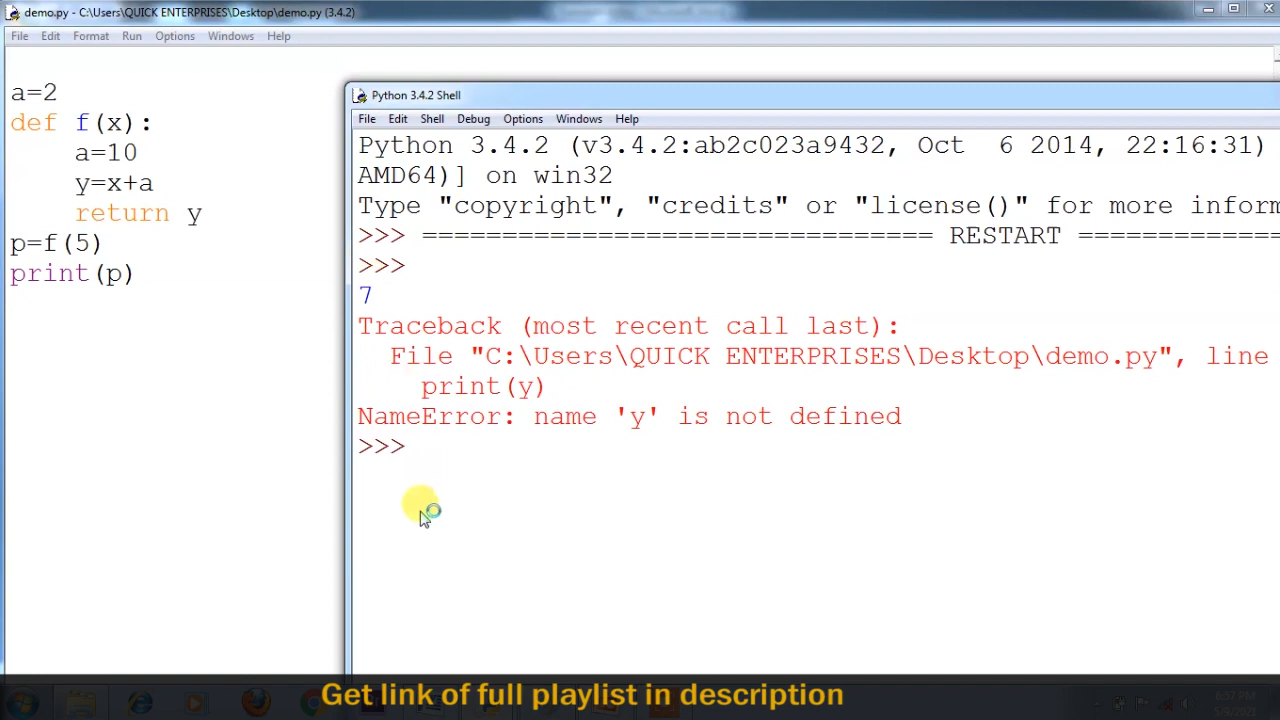 demo.py - C:\Users\QUICK ENTERPRISES\Desktop\demo.py (3.4.2)
File Edit Format Run Options Windows Help
a=2
def f(x):
    a=10
    y=x+a
    return y
p=f(5)
print(p)
Python 3.4.2 Shell
File Edit Shell Debug Options Windows Help
Python 3.4.2 (v3.4.2:ab2c023a9432, Oct  6 2014, 22:16:31)
AMD64)] on win32
Type "copyright", "credits" or "license()" for more inform
>>> ================================ RESTART =============
>>>
7
Traceback (most recent call last):
  File "C:\Users\QUICK ENTERPRISES\Desktop\demo.py", line
    print(y)
NameError: name 'y' is not defined
>>>
Get link of full playlist in description
6:57 PM